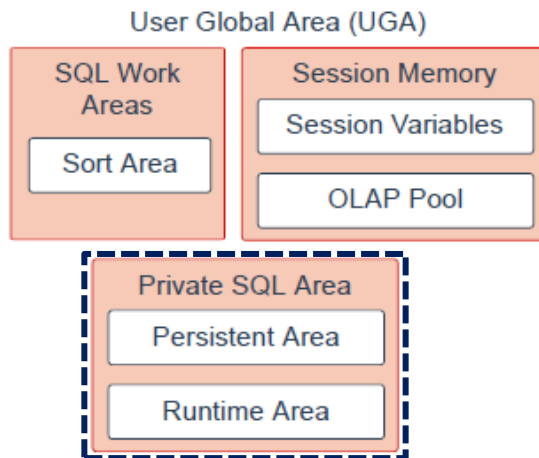 User Global Area (UGA)
SQL Work
Areas
Sort Area
Session Memory
Session Variables
OLAP Pool
Private SQL Area
Persistent Area
Runtime Area